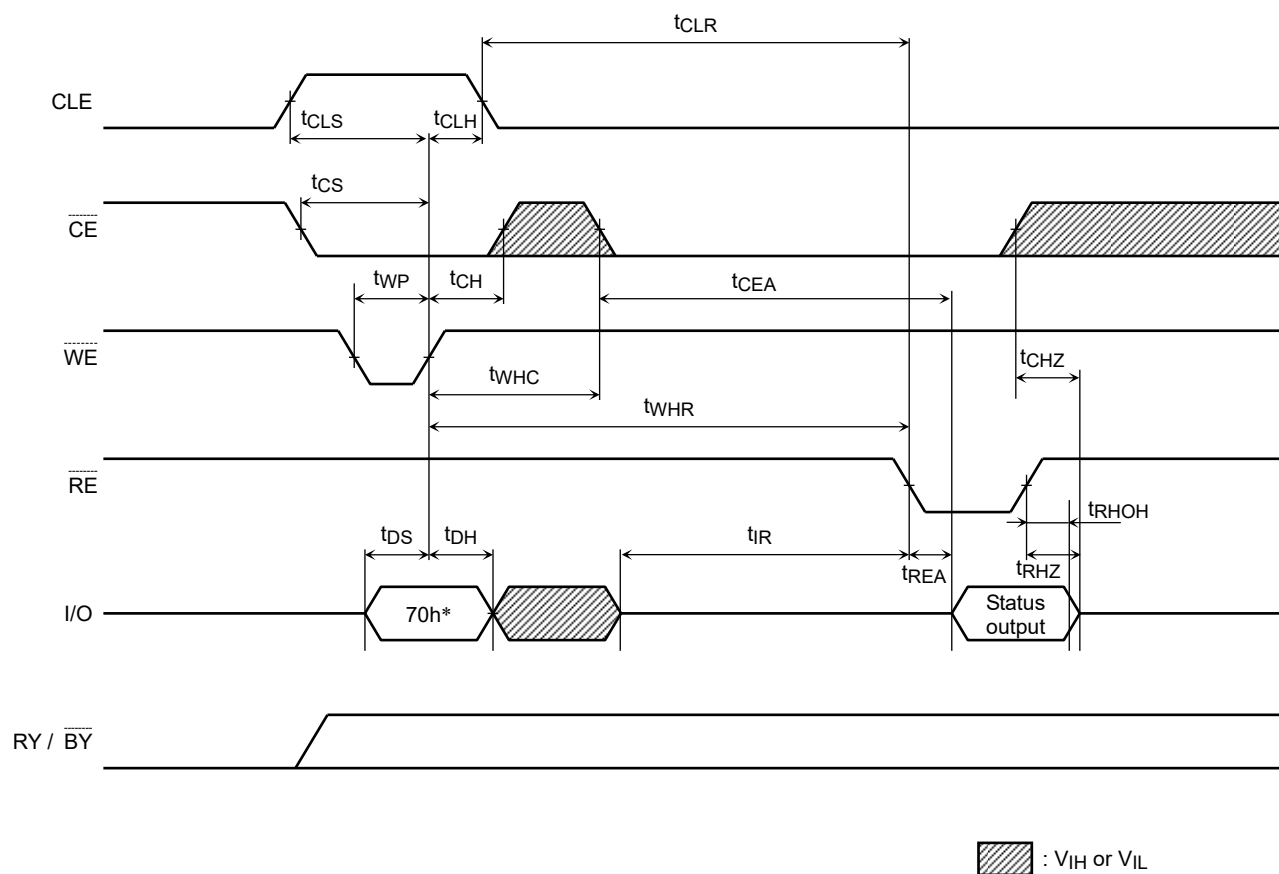 tCLR
CLE
tCLS
tCLH
tCS
CE
tWP
tCH
tCEA
WE
tCHZ
tWHC
tWHR
RE
tRHOH
tDS
tDH
tIR
tREA
tRHZ
I/O
70h*
Status
output
RY / BY
: VIH or VIL